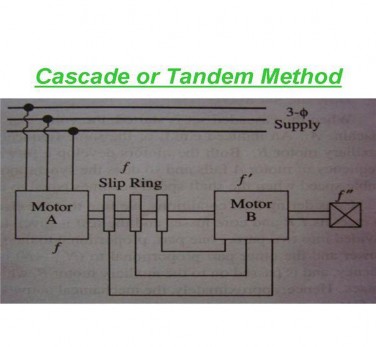 Cascade or Tandem Method
3-ϕ
Supply
f
Slip Ring
f′
f″
Motor
A
Motor
B
f